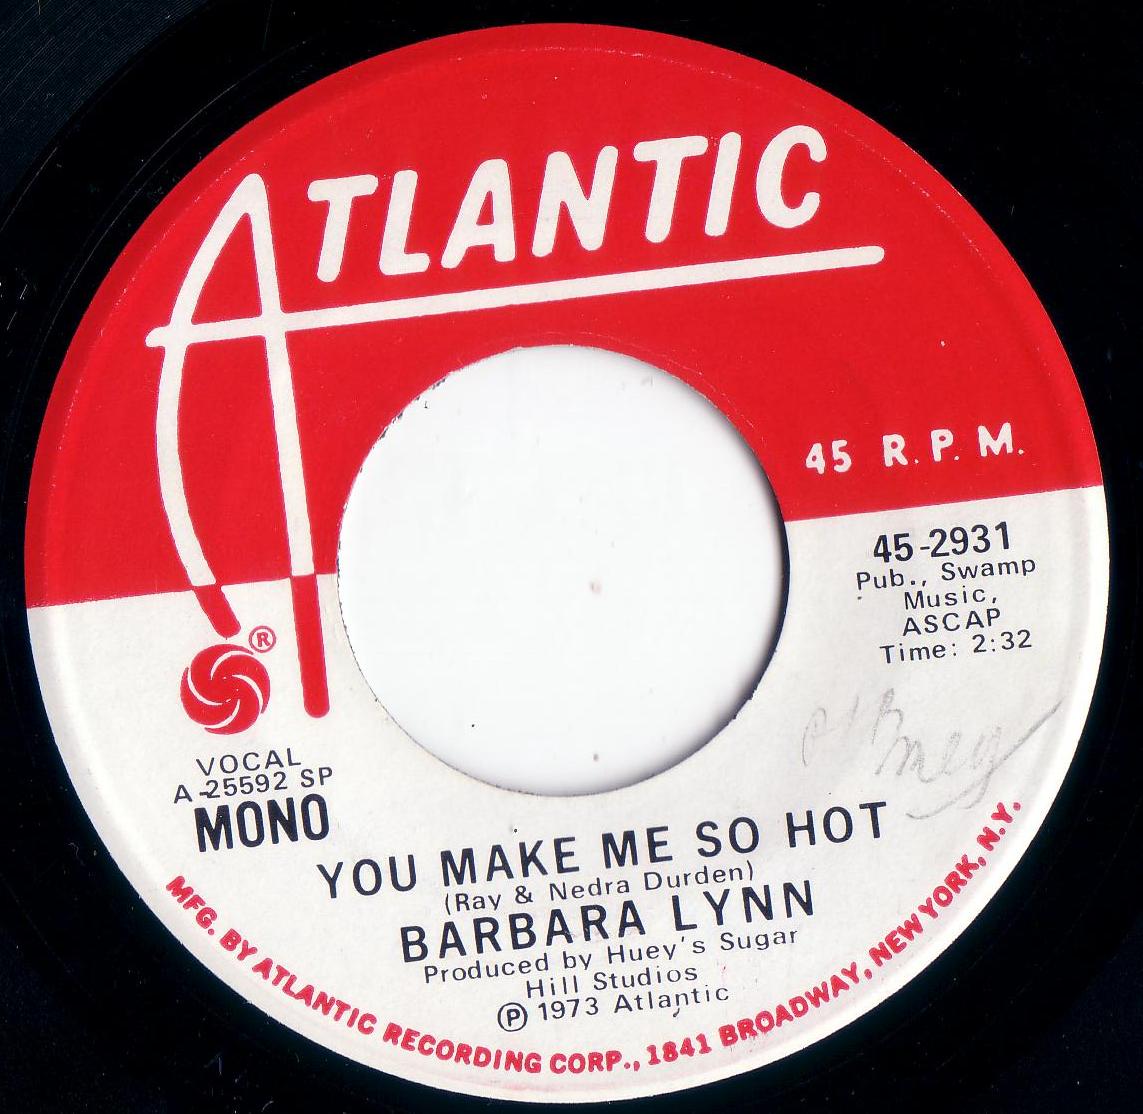 ATLANTIC
45 R.P.M.
45-2931
Pub., Swamp
Music,
ASCAP
Time: 2:32
®
VOCAL
A-25592 SP
MONO
YOU MAKE ME SO HOT
(Ray & Nedra Durden)
BARBARA LYNN
Produced by Huey's Sugar
Hill Studios
℗ 1973 Atlantic
MFG. BY ATLANTIC RECORDING CORP., 1841 BROADWAY, NEW YORK, N.Y.